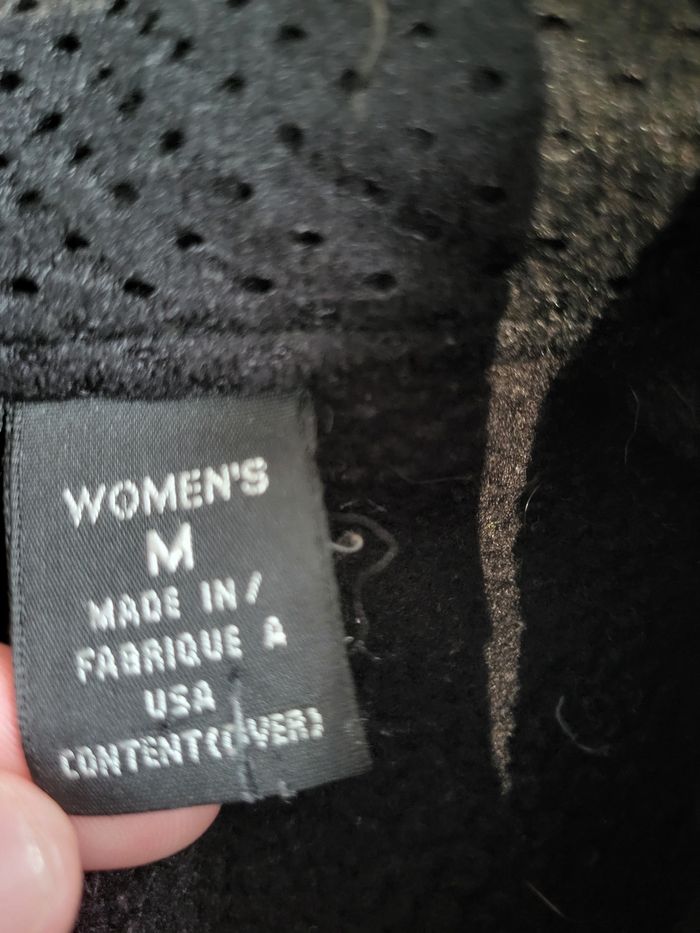 WOMEN'S
M
MADE IN/
FABRIQUE A
USA
CONTENT(OVER)